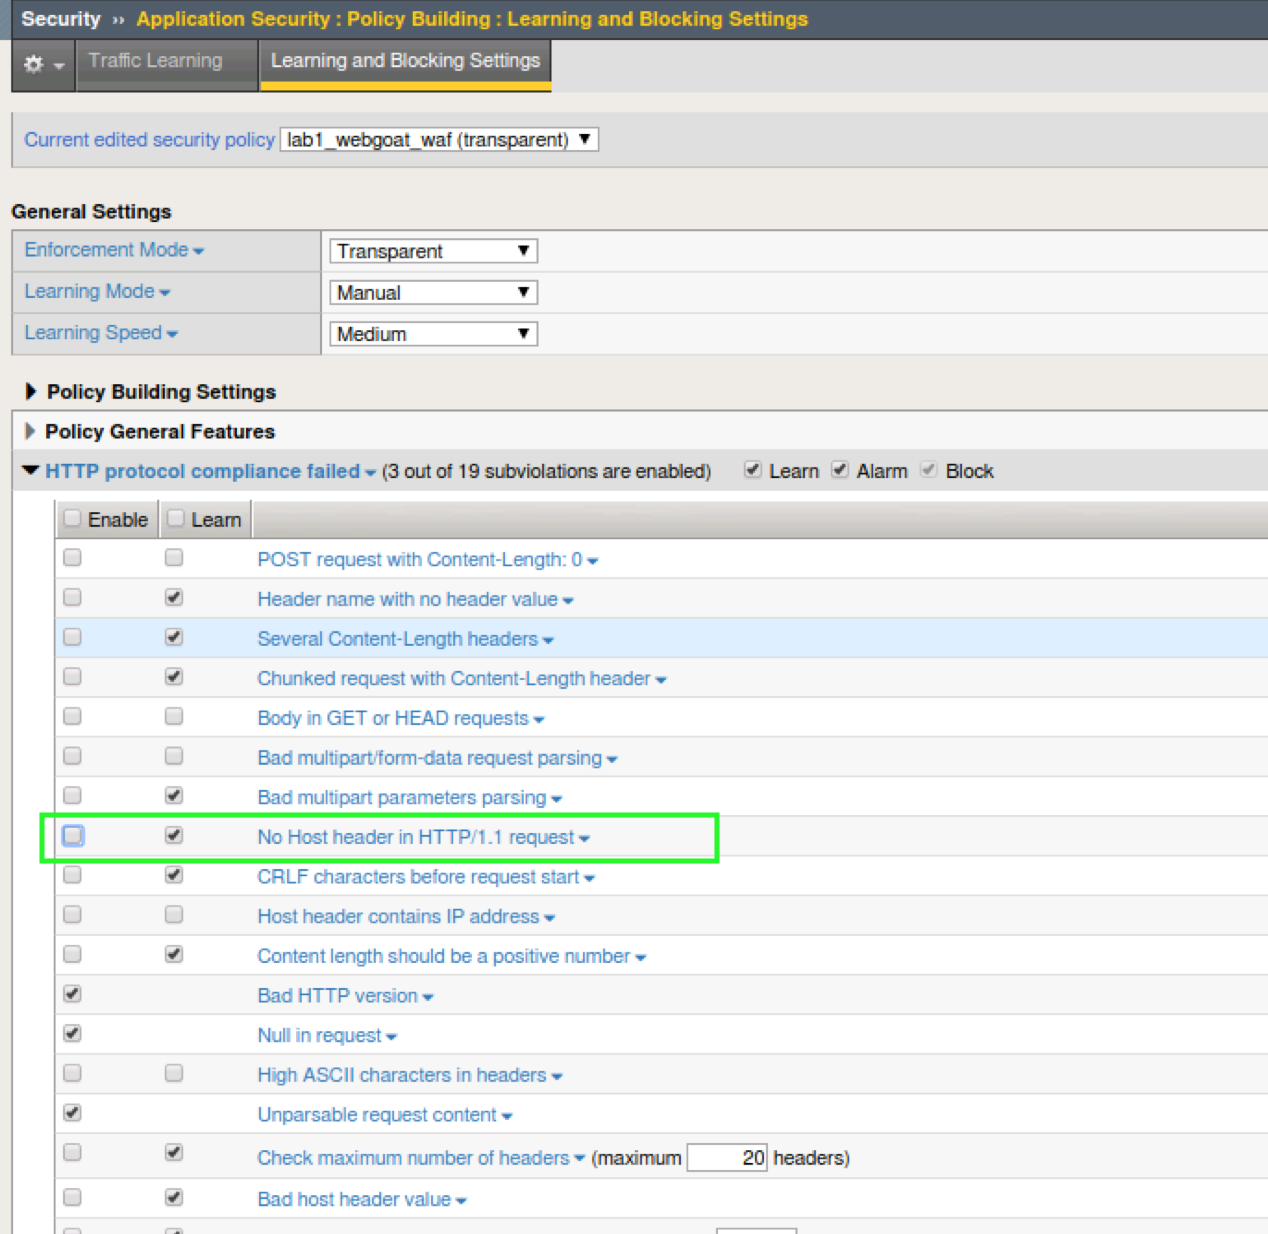 Security ›› Application Security : Policy Building : Learning and Blocking Settings
Traffic Learning Learning and Blocking Settings
Current edited security policy lab1_webgoat_waf (transparent)
General Settings
Enforcement Mode Transparent
Learning Mode Manual
Learning Speed Medium
Policy Building Settings
Policy General Features
HTTP protocol compliance failed (3 out of 19 subviolations are enabled) Learn Alarm Block
Enable Learn
POST request with Content-Length: 0
Header name with no header value
Several Content-Length headers
Chunked request with Content-Length header
Body in GET or HEAD requests
Bad multipart/form-data request parsing
Bad multipart parameters parsing
No Host header in HTTP/1.1 request
CRLF characters before request start
Host header contains IP address
Content length should be a positive number
Bad HTTP version
Null in request
High ASCII characters in headers
Unparsable request content
Check maximum number of headers (maximum 20 headers)
Bad host header value